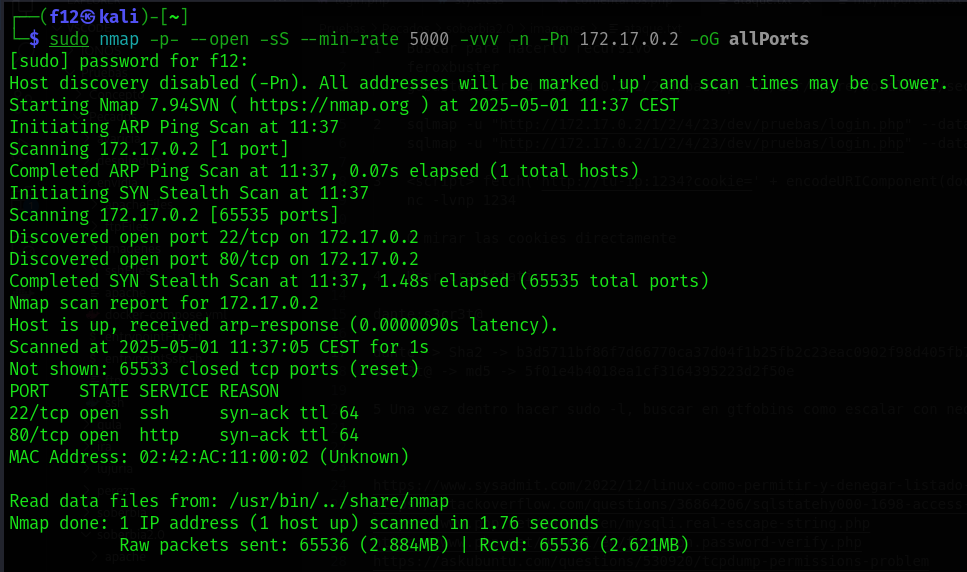 ┌──(f12㉿kali)-[~]
└─$ sudo nmap -p- --open -sS --min-rate 5000 -vvv -n -Pn 172.17.0.2 -oG allPorts
[sudo] password for f12:
Host discovery disabled (-Pn). All addresses will be marked 'up' and scan times may be slower.
Starting Nmap 7.94SVN ( https://nmap.org ) at 2025-05-01 11:37 CEST
Initiating ARP Ping Scan at 11:37
Scanning 172.17.0.2 [1 port]
Completed ARP Ping Scan at 11:37, 0.07s elapsed (1 total hosts)
Initiating SYN Stealth Scan at 11:37
Scanning 172.17.0.2 [65535 ports]
Discovered open port 22/tcp on 172.17.0.2
Discovered open port 80/tcp on 172.17.0.2
Completed SYN Stealth Scan at 11:37, 1.48s elapsed (65535 total ports)
Nmap scan report for 172.17.0.2
Host is up, received arp-response (0.0000090s latency).
Scanned at 2025-05-01 11:37:05 CEST for 1s
Not shown: 65533 closed tcp ports (reset)
PORT   STATE SERVICE REASON
22/tcp open  ssh     syn-ack ttl 64
80/tcp open  http    syn-ack ttl 64
MAC Address: 02:42:AC:11:00:02 (Unknown)
Read data files from: /usr/bin/../share/nmap
Nmap done: 1 IP address (1 host up) scanned in 1.76 seconds
Raw packets sent: 65536 (2.884MB) | Rcvd: 65536 (2.621MB)